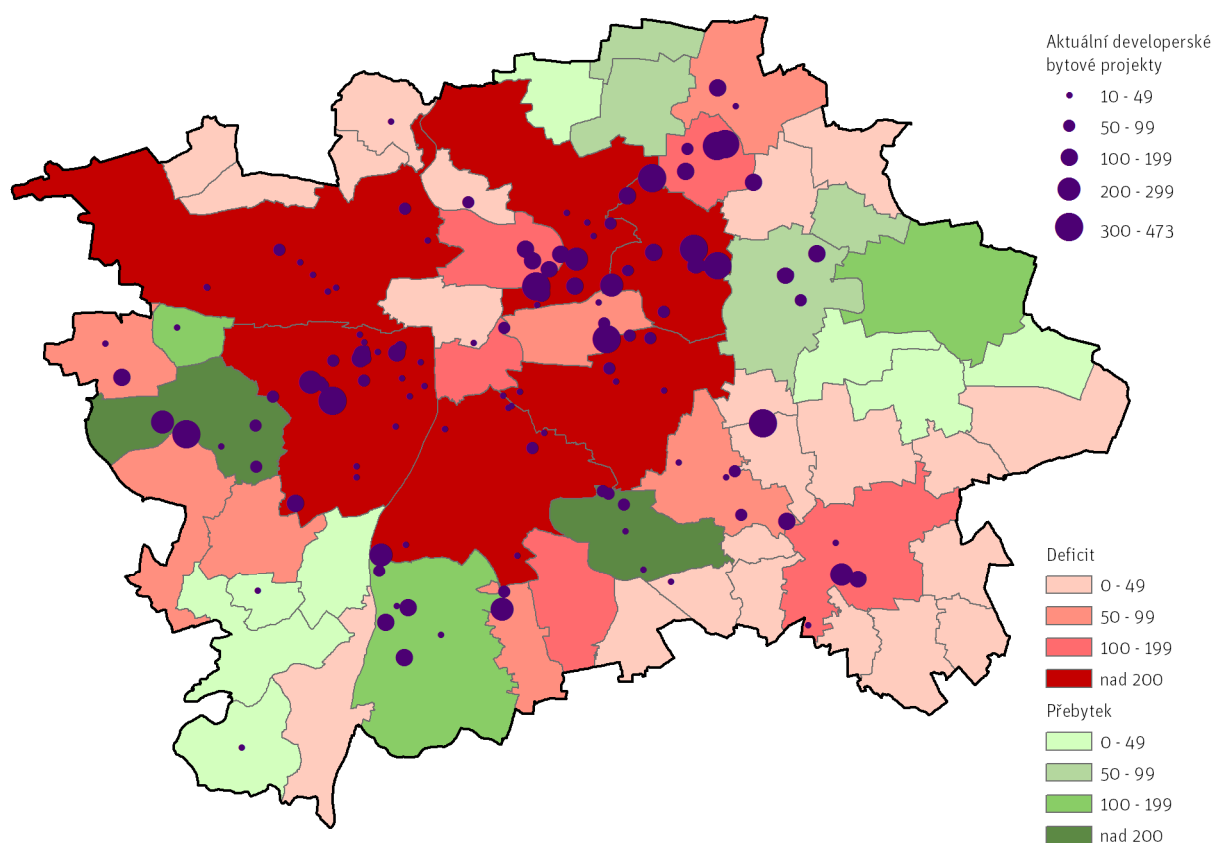 Aktuální developerské
bytové projekty
10 - 49
50 - 99
100 - 199
200 - 299
300 - 473
Deficit
0 - 49
50 - 99
100 - 199
nad 200
Přebytek
0 - 49
50 - 99
100 - 199
nad 200